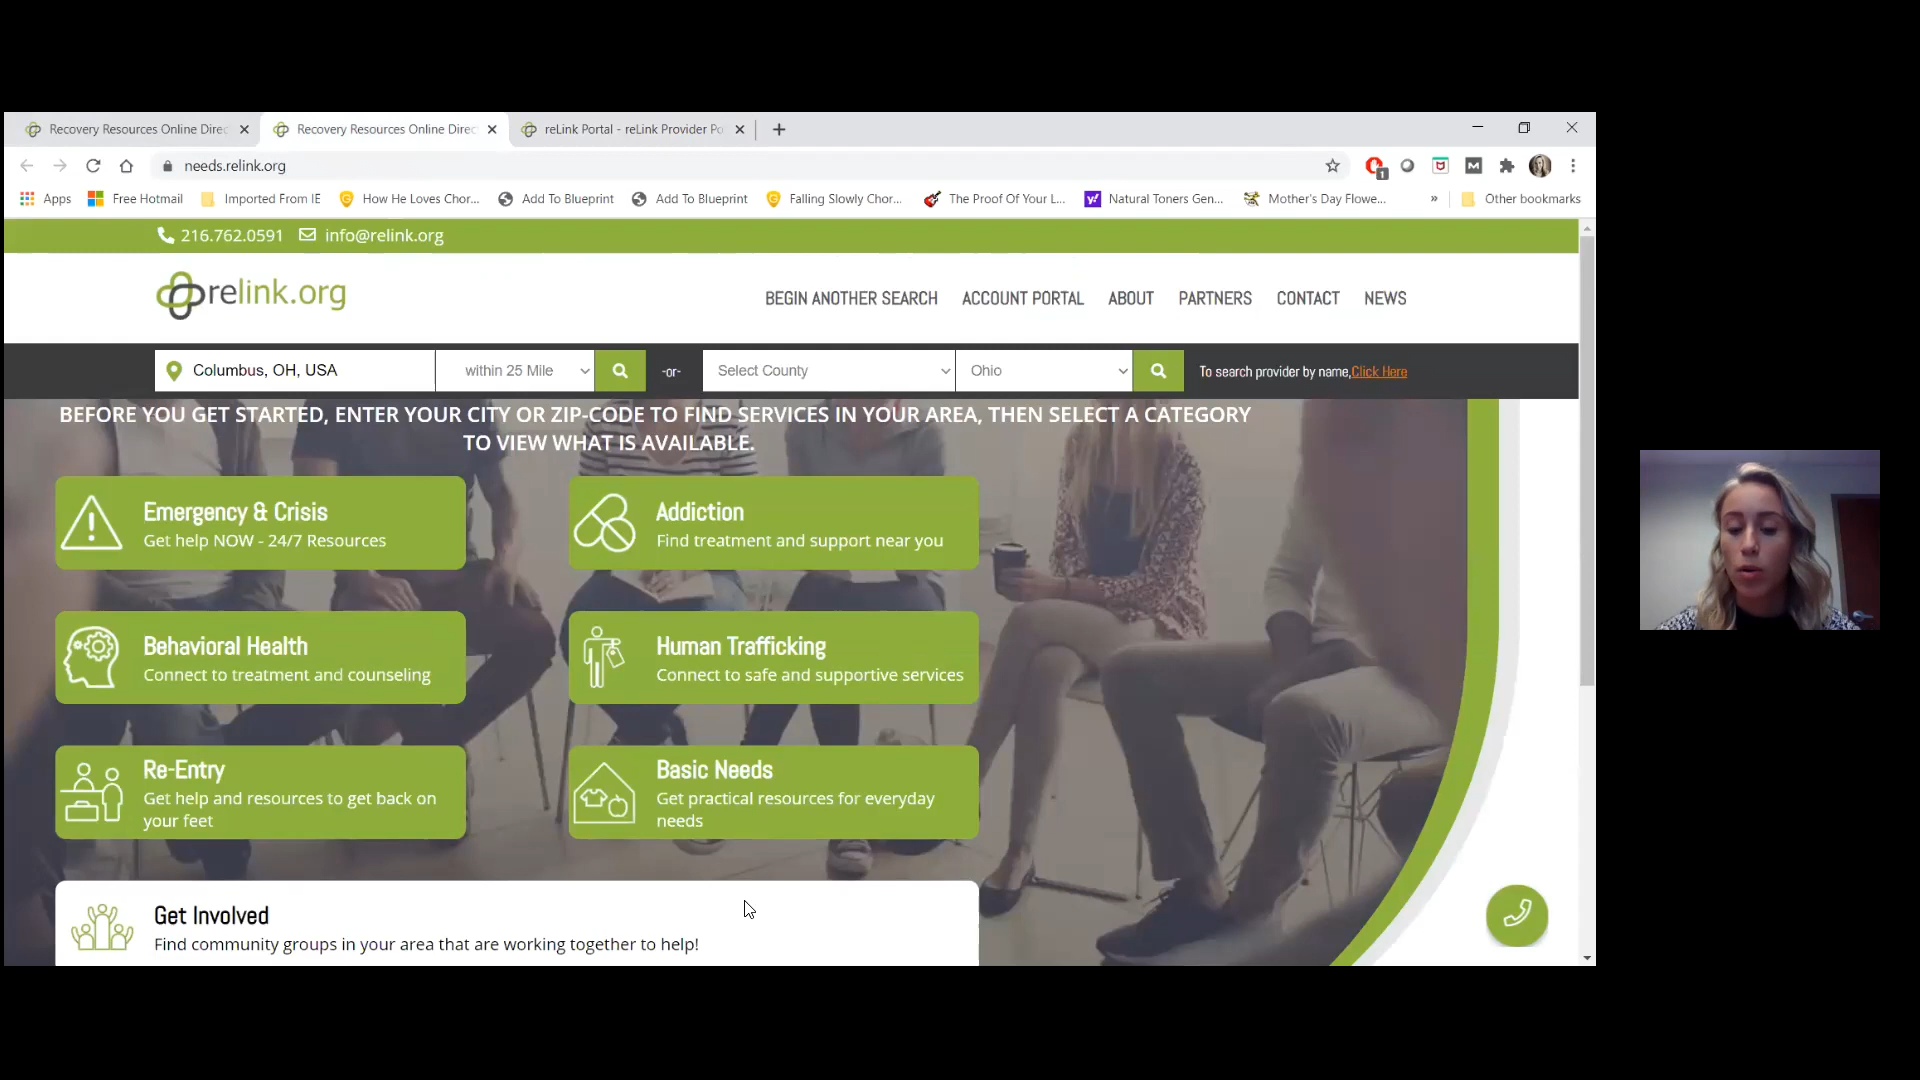 Recovery Resources Online Direc
Recovery Resources Online Direc
reLink Portal - reLink Provider Po
needs.relink.org
1
Apps
Free Hotmail
Imported From IE
How He Loves Chor...
Add To Blueprint
Add To Blueprint
Falling Slowly Chor...
The Proof Of Your L...
Natural Toners Gen...
Mother's Day Flowe...
»
Other bookmarks
216.762.0591 info@relink.org
relink.org
BEGIN ANOTHER SEARCH ACCOUNT PORTAL ABOUT PARTNERS CONTACT NEWS
Columbus, OH, USA
within 25 Mile
-or-
Select County
Ohio
To search provider by name,Click Here
BEFORE YOU GET STARTED, ENTER YOUR CITY OR ZIP-CODE TO FIND SERVICES IN YOUR AREA, THEN SELECT A CATEGORY
TO VIEW WHAT IS AVAILABLE.
Emergency & Crisis
Get help NOW - 24/7 Resources
Addiction
Find treatment and support near you
Behavioral Health
Connect to treatment and counseling
Human Trafficking
Connect to safe and supportive services
Re-Entry
Get help and resources to get back on
your feet
Basic Needs
Get practical resources for everyday
needs
Get Involved
Find community groups in your area that are working together to help!